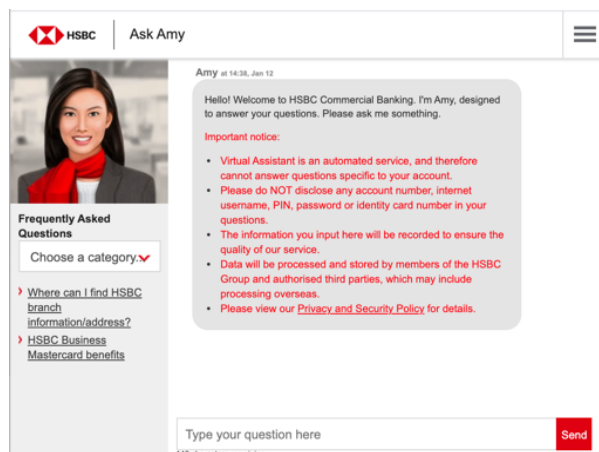 HSBC
Ask Amy
Amy at 14:38, Jan 12
Hello! Welcome to HSBC Commercial Banking. I'm Amy, designed
to answer your questions. Please ask me something.
Important notice:
• Virtual Assistant is an automated service, and therefore
cannot answer questions specific to your account.
• Please do NOT disclose any account number, internet
username, PIN, password or identity card number in your
questions.
• The information you input here will be recorded to ensure the
quality of our service.
• Data will be processed and stored by members of the HSBC
Group and authorised third parties, which may include
processing overseas.
• Please view our Privacy and Security Policy for details.
Frequently Asked
Questions
Choose a category.
Where can I find HSBC
branch
information/address?
HSBC Business
Mastercard benefits
Type your question here
Send